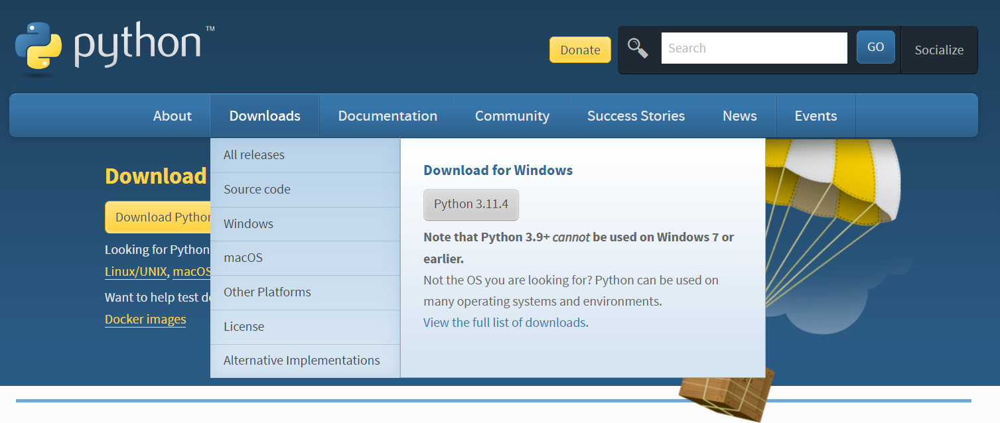 python™
Donate
Search
GO
Socialize
About
Downloads
Documentation
Community
Success Stories
News
Events
All releases
Source code
Windows
macOS
Other Platforms
License
Alternative Implementations
Download for Windows
Python 3.11.4
Note that Python 3.9+ cannot be used on Windows 7 or
earlier.
Not the OS you are looking for? Python can be used on
many operating systems and environments.
View the full list of downloads.
Download
Download
Looking for Python
Linux/UNIX, macOS
Want to help test
Docker images